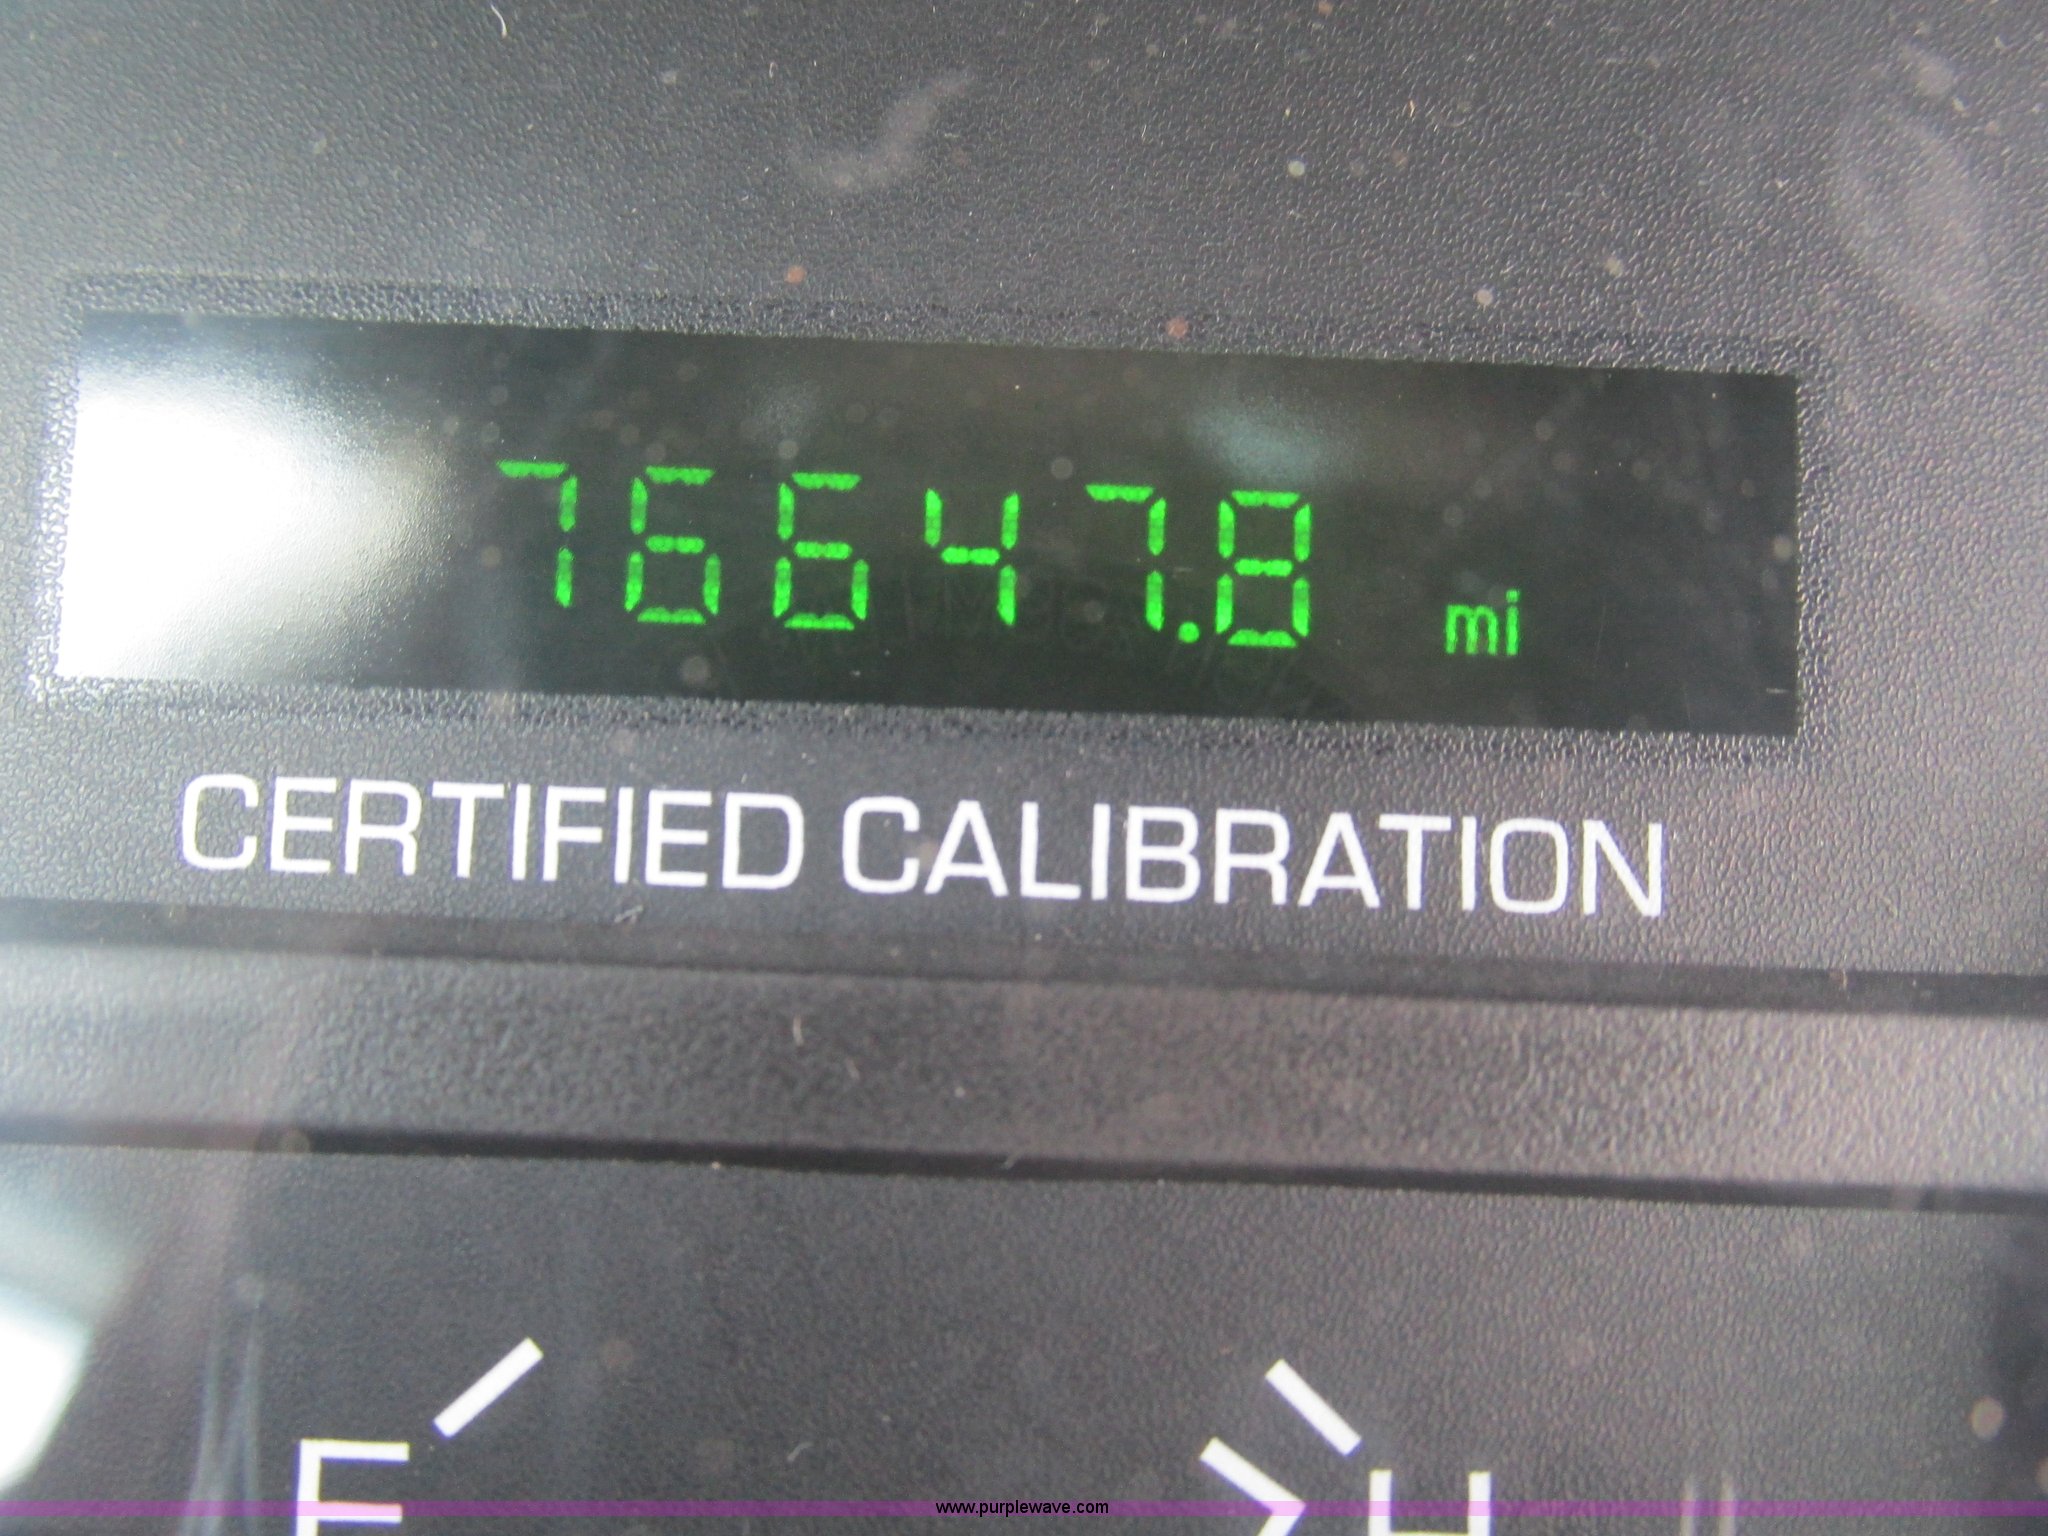 76647.8 mi
CERTIFIED CALIBRATION
F H
www.purplewave.com